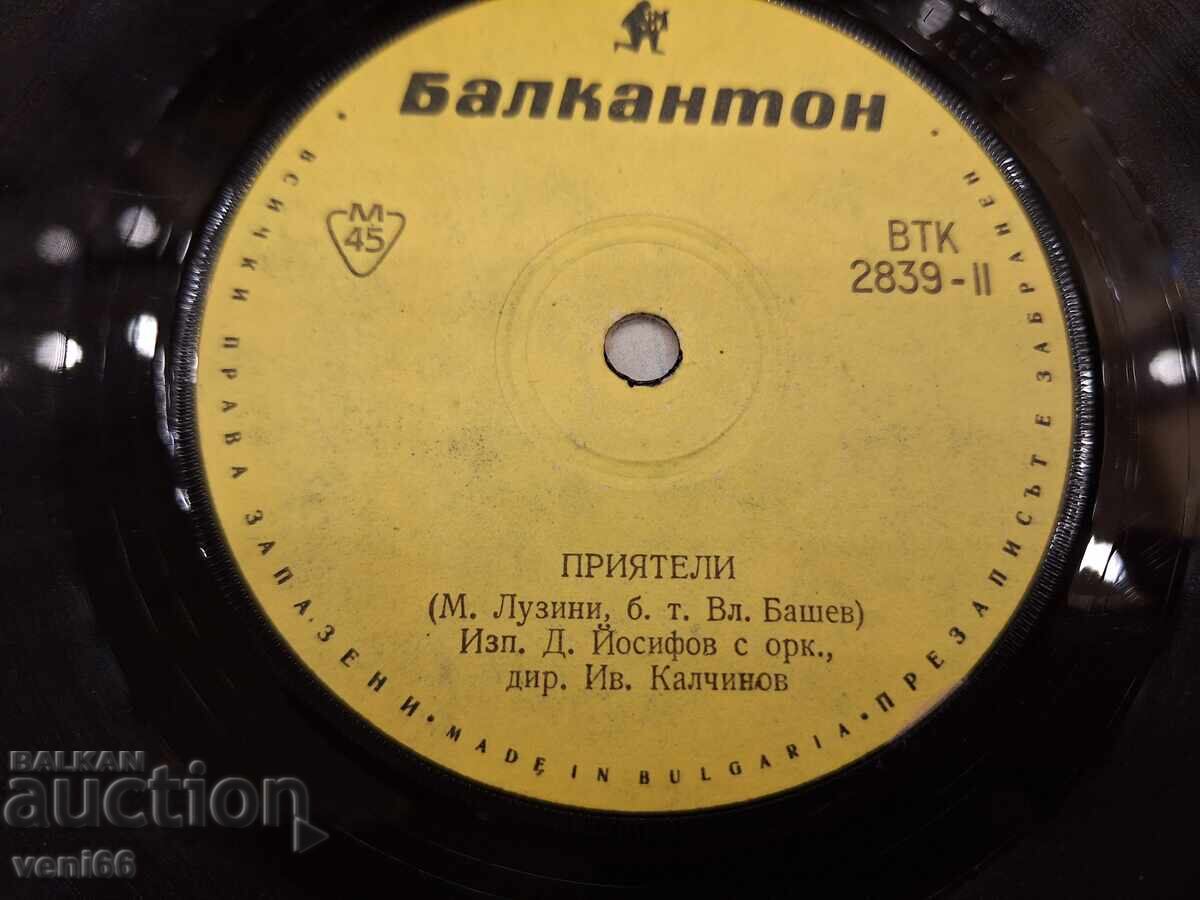 Балкантон
М
45
ВТК
2839-II
ПРИЯТЕЛИ
(М. Лузини, б. т. Вл. Башев)
Изп. Д. Йосифов с орк.,
дир. Ив. Калчинов
• ВСИЧКИ ПРАВА ЗАПАЗЕНИ • MADE IN BULGARIA • ПРЕЗАПИСЪТ Е ЗАБРАНЕН •
BALKAN
auction
veni66